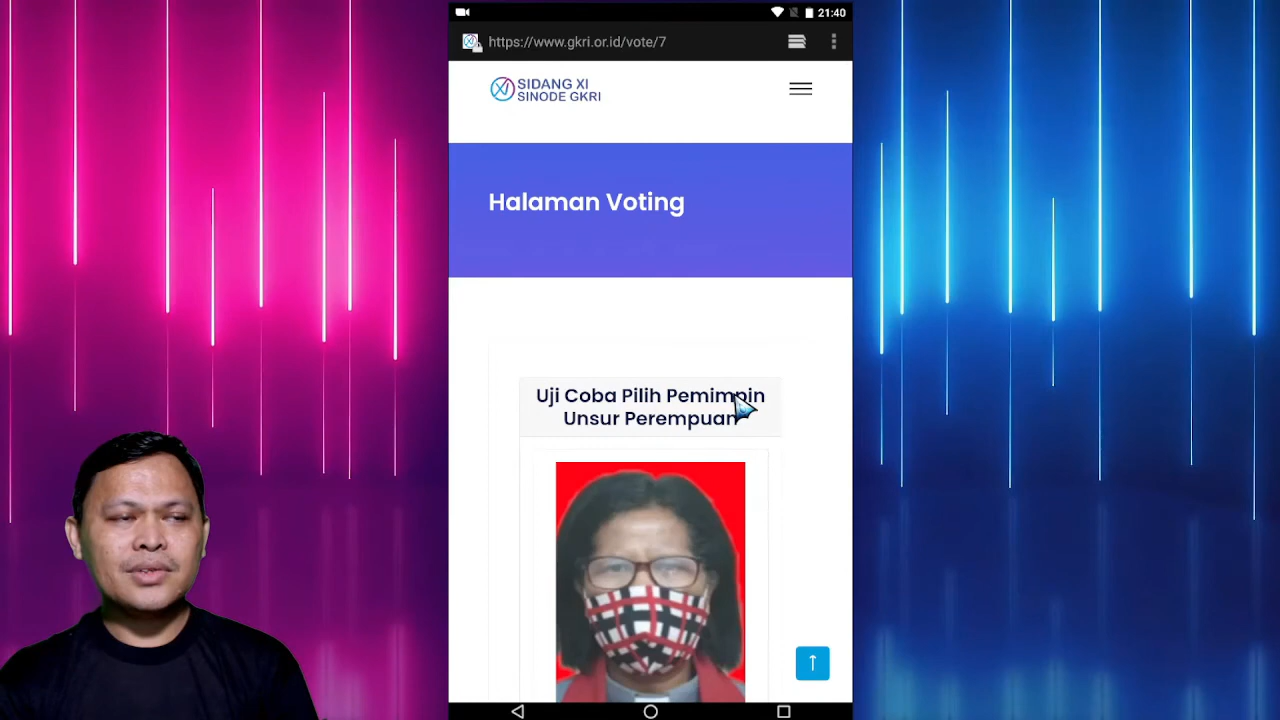 21:40
https://www.gkri.or.id/vote/7
SIDANG XI
SINODE GKRI
Halaman Voting
Uji Coba Pilih Pemimpin
Unsur Perempuan